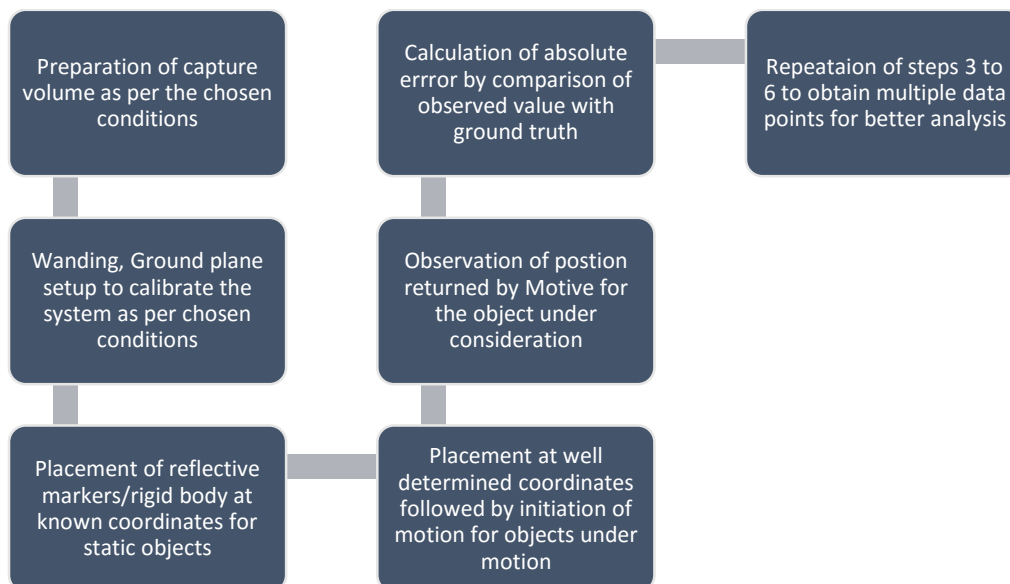 Preparation of capture
volume as per the chosen
conditions
Wanding, Ground plane
setup to calibrate the
system as per chosen
conditions
Placement of reflective
markers/rigid body at
known coordinates for
static objects
Placement at well
determined coordinates
followed by initiation of
motion for objects under
motion
Observation of postion
returned by Motive for
the object under
consideration
Calculation of absolute
errror by comparison of
observed value with
ground truth
Repeataion of steps 3 to
6 to obtain multiple data
points for better analysis